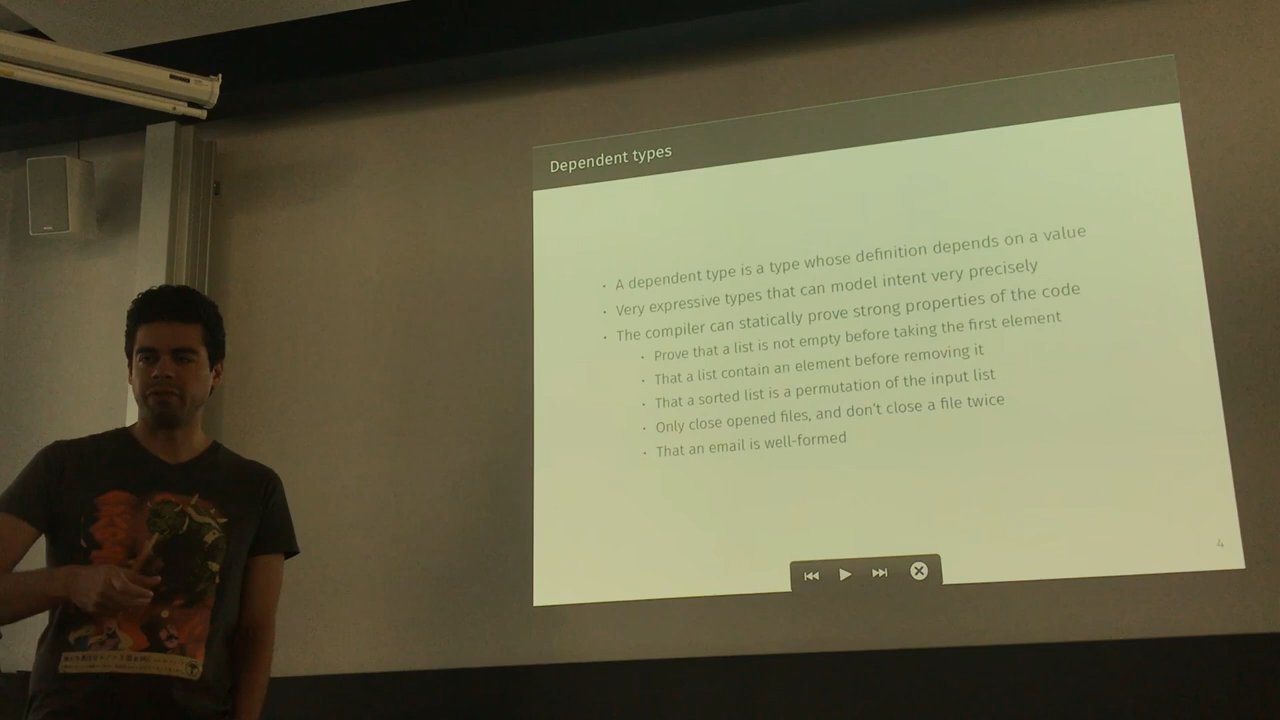 Dependent types
· A dependent type is a type whose definition depends on a value
· Very expressive types that can model intent very precisely
· The compiler can statically prove strong properties of the code
· Prove that a list is not empty before taking the first element
· That a list contain an element before removing it
· That a sorted list is a permutation of the input list
· Only close opened files, and don't close a file twice
· That an email is well-formed
4